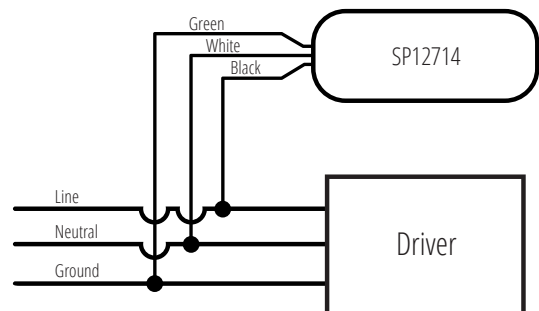 Green
White
Black
SP12714
Line
Neutral
Ground
Driver